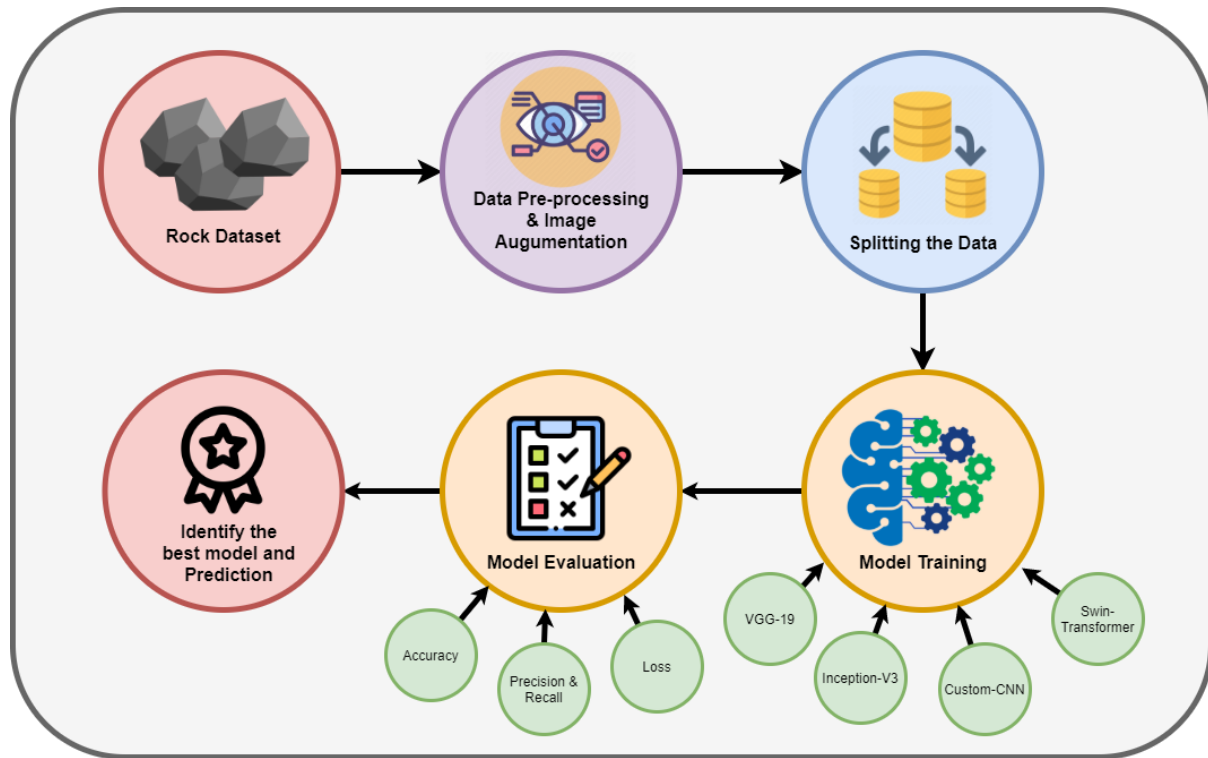 Rock Dataset
Data Pre-processing
& Image
Augumentation
Splitting the Data
Identify the
best model and
Prediction
Model Evaluation
Model Training
Accuracy
Precision &
Recall
Loss
VGG-19
Inception-V3
Custom-CNN
Swin-
Transformer